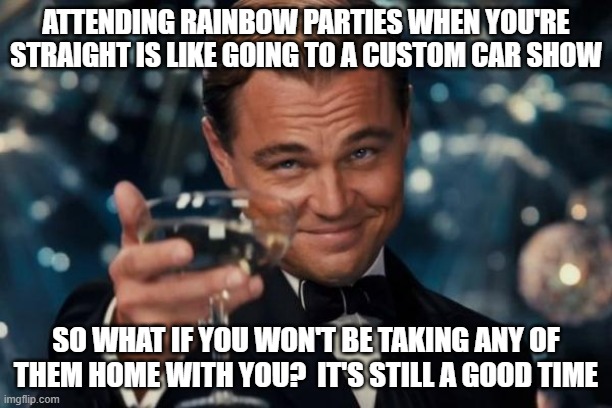 ATTENDING RAINBOW PARTIES WHEN YOU'RE
STRAIGHT IS LIKE GOING TO A CUSTOM CAR SHOW
SO WHAT IF YOU WON'T BE TAKING ANY OF
THEM HOME WITH YOU?  IT'S STILL A GOOD TIME
imgflip.com